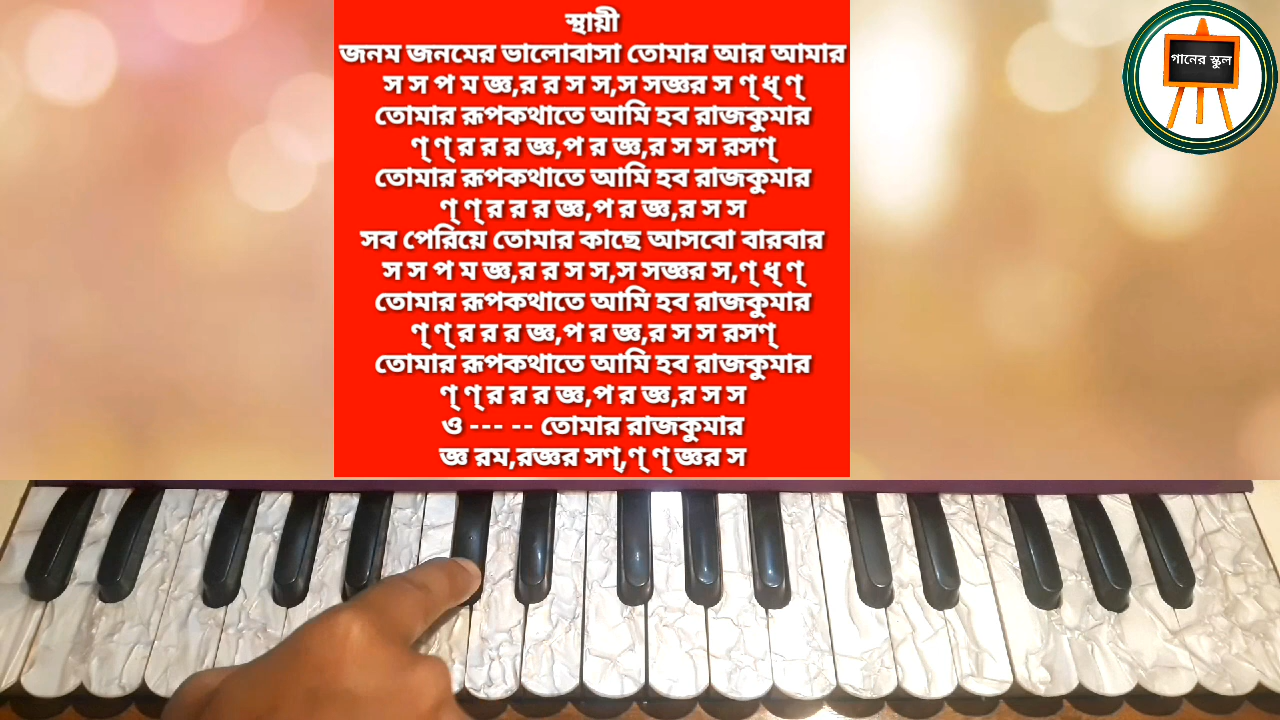 স্থায়ী
জনম জনমের ভালোবাসা তোমার আর আমার
স স প ম জ্ঞ,র র স স,স সজ্ঞর স ণ্ ধ্ ণ্
তোমার রূপকথাতে আমি হব রাজকুমার
ণ্ ণ্ র র র জ্ঞ,প র জ্ঞ,র স স রসণ্
তোমার রূপকথাতে আমি হব রাজকুমার
ণ্ ণ্ র র র জ্ঞ,প র জ্ঞ,র স স
সব পেরিয়ে তোমার কাছে আসবো বারবার
স স প ম জ্ঞ,র র স স,স সজ্ঞর স,ণ্ ধ্ ণ্
তোমার রূপকথাতে আমি হব রাজকুমার
ণ্ ণ্ র র র জ্ঞ,প র জ্ঞ,র স স রসণ্
তোমার রূপকথাতে আমি হব রাজকুমার
ণ্ ণ্ র র র জ্ঞ,প র জ্ঞ,র স স
ও --- -- তোমার রাজকুমার
জ্ঞ রম,রজ্ঞর সণ্,ণ্ ণ্ জ্ঞর স
গানের স্কুল